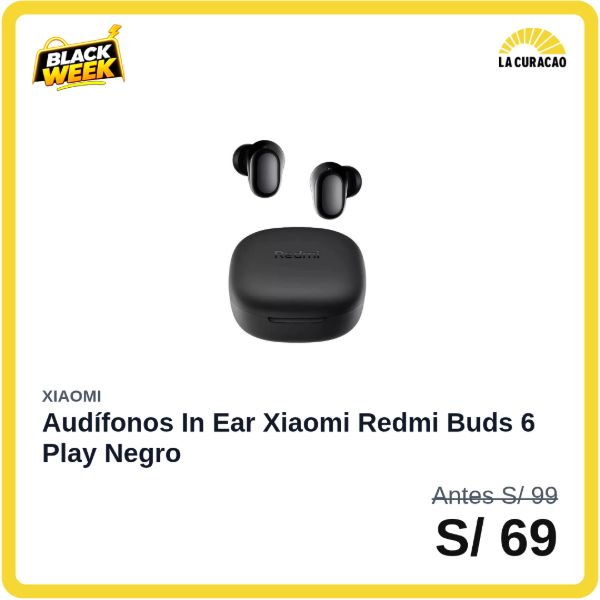 BLACK
WEEK
LA CURACAO
Redmi
XIAOMI
Audífonos In Ear Xiaomi Redmi Buds 6
Play Negro
Antes S/ 99
S/ 69